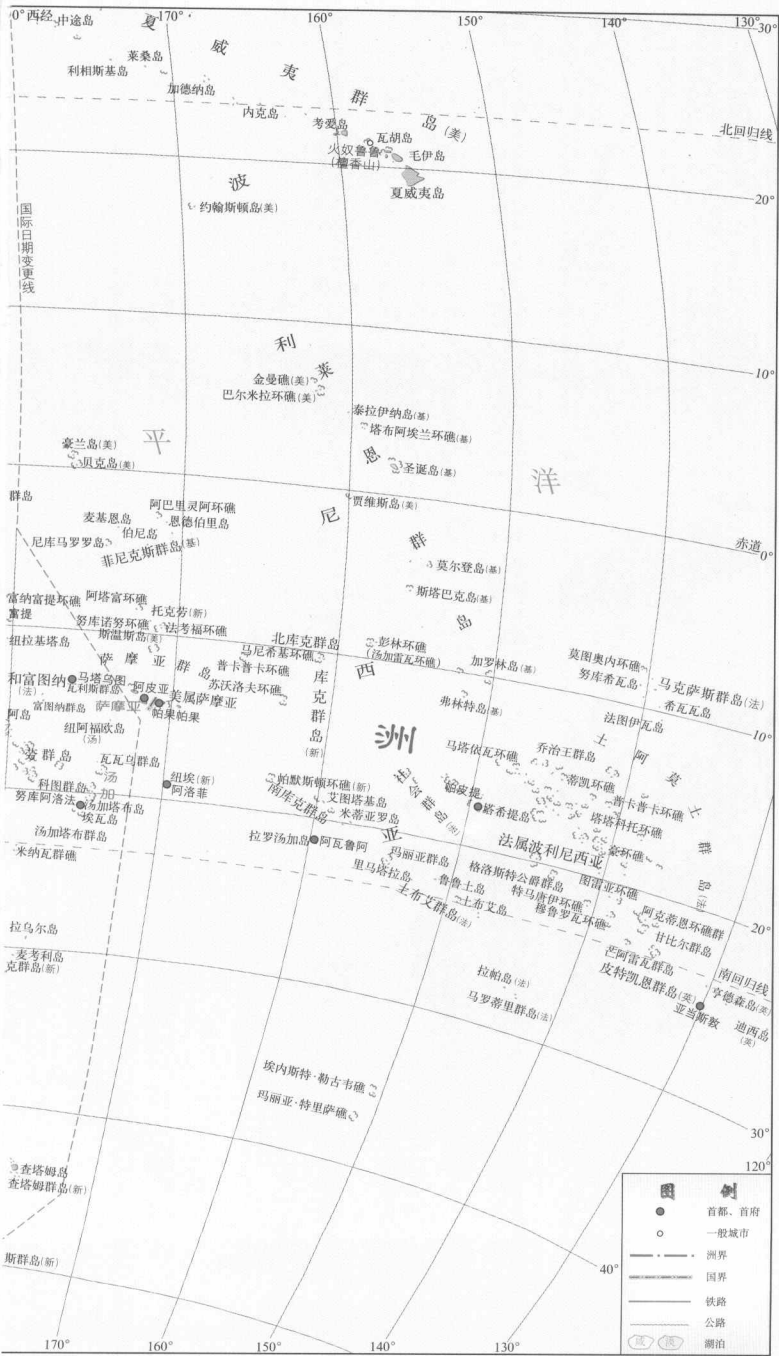 0° 西经
170°
160°
150°
140°
130°
30°
中途岛
夏威夷群岛(美)
莱桑岛
利相斯基岛
加德纳岛
内克岛
考爱岛
瓦胡岛
火奴鲁鲁
(檀香山)
毛伊岛
夏威夷岛
北回归线
20°
国际日期变更线
波
约翰斯顿岛(美)
利
莱恩群岛
金曼礁(美)
巴尔米拉环礁(美)
10°
泰拉伊纳岛(基)
塔布阿埃兰环礁(基)
平
洋
豪兰岛(美)
贝克岛(美)
圣诞岛(基)
群岛
贾维斯岛(美)
阿巴里灵阿环礁
麦基恩岛
恩德伯里岛
伯尼岛
尼库马罗罗岛
菲尼克斯群岛(基)
尼
赤道
0°
莫尔登岛(基)
斯塔巴克岛(基)
富纳富提环礁
富提
阿塔富环礁
托克劳(新)
努库诺努环礁
法考福环礁
斯温斯岛(美)
纽拉基塔岛
北库克群岛
彭林环礁
(汤加雷瓦环礁)
马尼希基环礁
萨摩亚群岛
普卡普卡环礁
西
加罗林岛(基)
莫图奥内环礁
努库希瓦岛
马克萨斯群岛(法)
希瓦瓦岛
和富图纳
(法)
马塔乌图
瓦利斯群岛
阿皮亚
美属萨摩亚
苏沃洛夫环礁
库克群岛(新)
弗林特岛(基)
法图伊瓦岛
10°
富图纳群岛
萨摩亚
帕果帕果
阿岛
纽阿福欧岛
(汤)
洲
马塔依瓦环礁
乔治王群岛
土阿莫土群岛(法)
麦群岛
瓦瓦乌群岛
汤加
纽埃(新)
阿洛菲
帕默斯顿环礁(新)
南库克群岛
艾图塔基岛
米蒂亚罗岛
社会群岛(法)
帕皮提
塔希提岛
蒂凯环礁
普卡普卡环礁
塔塔科托环礁
科图群岛
努库阿洛法
汤加塔布岛
埃瓦岛
汤加塔布群岛
亚
法属波利尼西亚
豪环礁
米纳瓦群礁
拉罗汤加岛
阿瓦鲁阿
玛丽亚群岛
里马塔拉岛
鲁鲁土岛
土布艾岛
土布艾群岛(法)
格洛斯特公爵群岛
图雷亚环礁
特马唐伊环礁
穆鲁罗瓦环礁
阿克蒂恩环礁群
甘比尔群岛
20°
拉乌尔岛
麦考利岛
克群岛(新)
芒阿雷瓦群岛
南回归线
拉帕岛(法)
马罗蒂里群岛(法)
皮特凯恩群岛(英)
亨德森岛(英)
亚当斯敦
迪西岛
(英)
埃内斯特·勒古韦礁
玛丽亚·特里萨礁
30°
120°
查塔姆岛
查塔姆群岛(新)
斯群岛(新)
40°
170°
160°
150°
140°
130°
图例
首都、首府
一般城市
洲界
国界
铁路
公路
湖泊